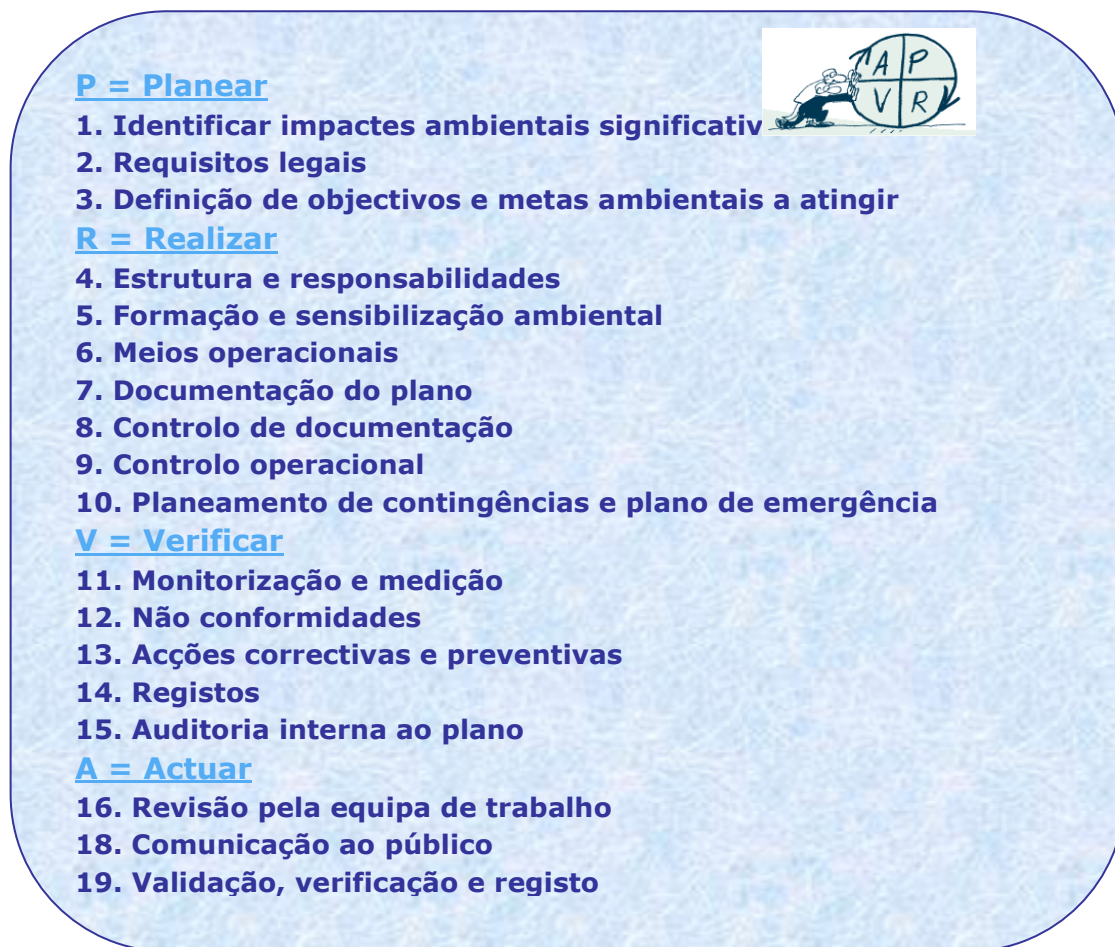 P = Planear
1. Identificar impactes ambientais significativ
2. Requisitos legais
3. Definição de objectivos e metas ambientais a atingir
R = Realizar
4. Estrutura e responsabilidades
5. Formação e sensibilização ambiental
6. Meios operacionais
7. Documentação do plano
8. Controlo de documentação
9. Controlo operacional
10. Planeamento de contingências e plano de emergência
V = Verificar
11. Monitorização e medição
12. Não conformidades
13. Acções correctivas e preventivas
14. Registos
15. Auditoria interna ao plano
A = Actuar
16. Revisão pela equipa de trabalho
18. Comunicação ao público
19. Validação, verificação e registo
A P
V R